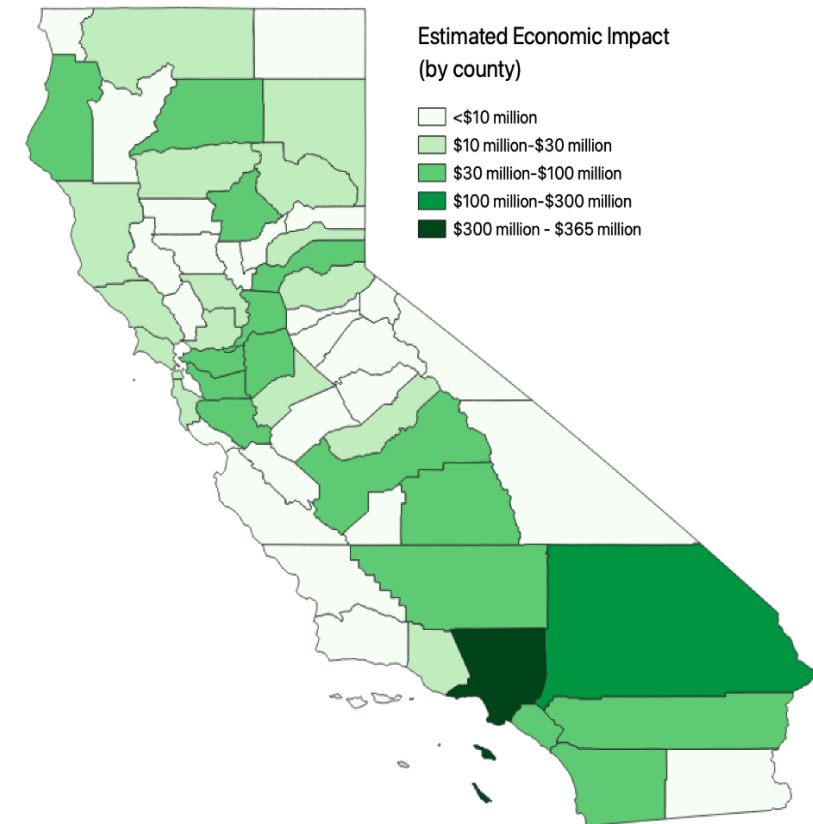 Estimated Economic Impact
(by county)
<$10 million
$10 million-$30 million
$30 million-$100 million
$100 million-$300 million
$300 million - $365 million